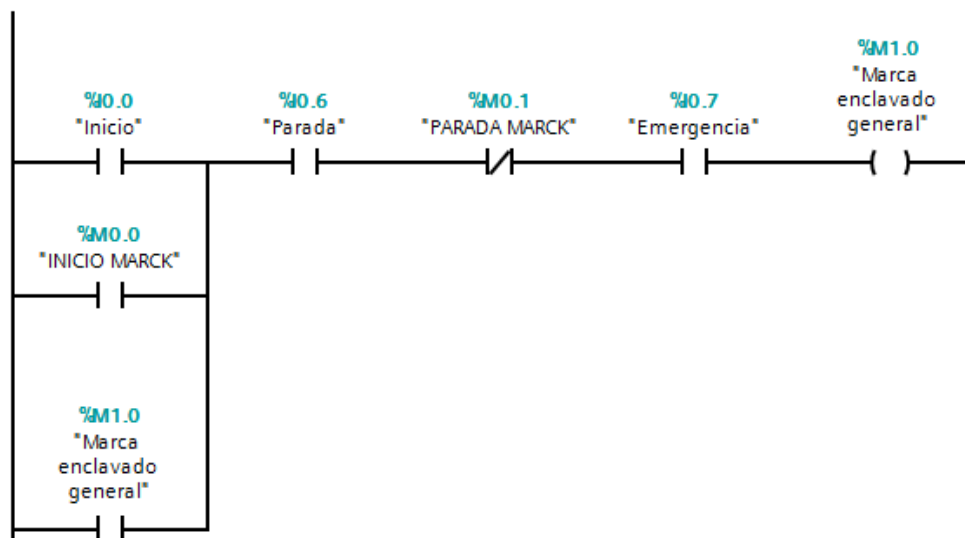 %M1.0
"Marca
enclavado
general"
%I0.0
"Inicio"
%I0.6
"Parada"
%M0.1
"PARADA MARCK"
%I0.7
"Emergencia"
%M0.0
"INICIO MARCK"
%M1.0
"Marca
enclavado
general"